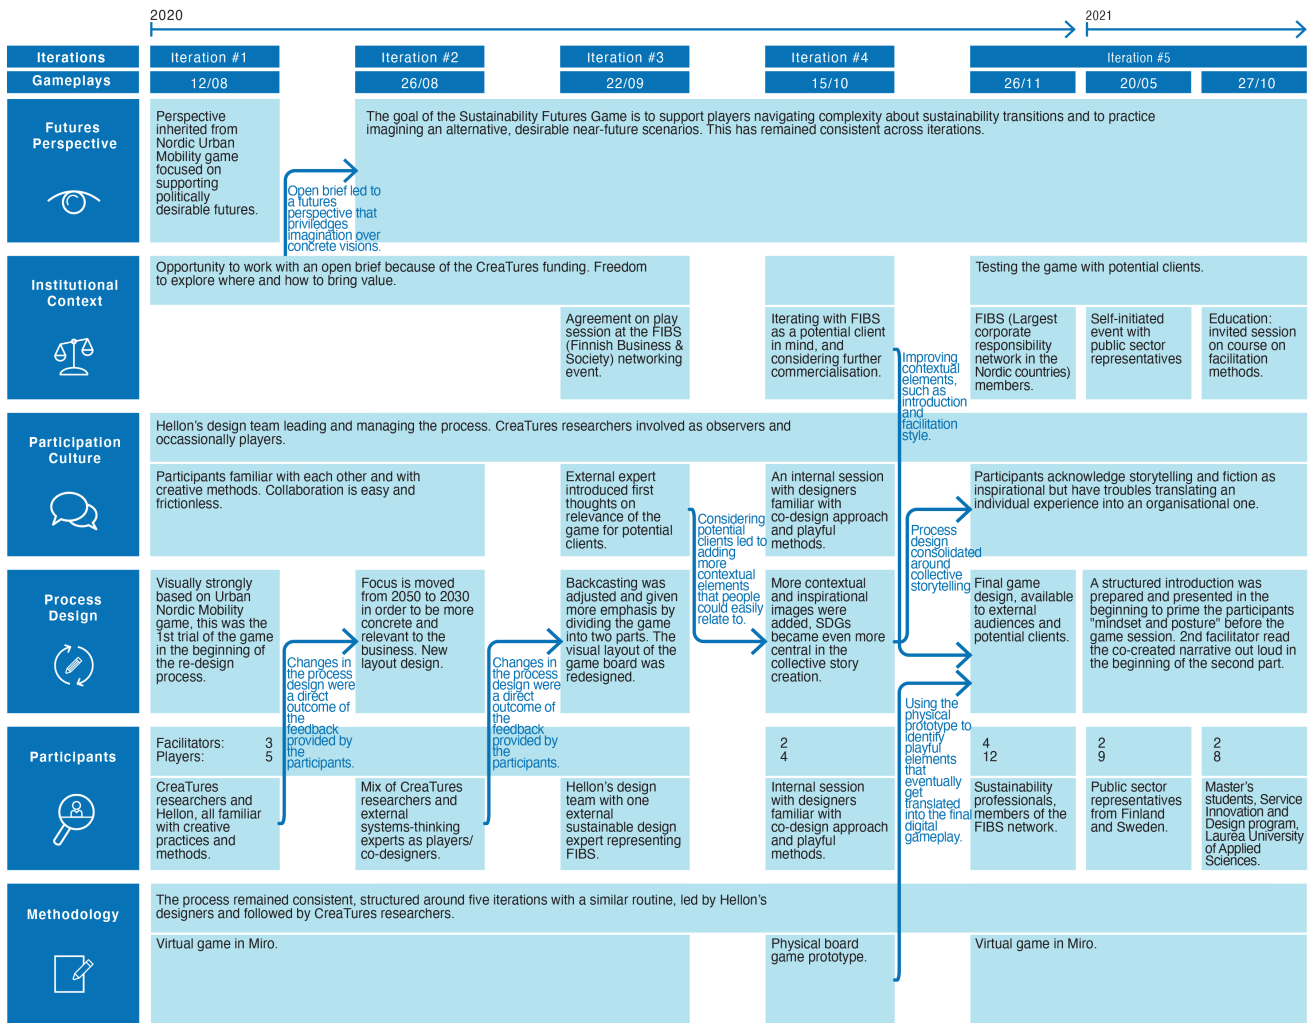 2020
2021
Iterations
Iteration #1
Iteration #2
Iteration #3
Iteration #4
Iteration #5
Gameplays
12/08
26/08
22/09
15/10
26/11
20/05
27/10
Futures
Perspective
Perspective
inherited from
Nordic Urban
Mobility game
focused on
supporting
politically
desirable futures.
Open brief led to
a futures
perspective that
priviledges
imagination over
concrete visions.
The goal of the Sustainability Futures Game is to support players navigating complexity about sustainability transitions and to practice
imagining an alternative, desirable near-future scenarios. This has remained consistent across iterations.
Institutional
Context
Opportunity to work with an open brief because of the CreaTures funding. Freedom
to explore where and how to bring value.
Agreement on play
session at the FIBS
(Finnish Business &
Society) networking
event.
Iterating with FIBS
as a potential client
in mind, and
considering further
commercialisation.
Improving
contextual
elements,
such as
introduction
and
facilitation
style.
Testing the game with potential clients.
FIBS (Largest
corporate
responsibility
network in the
Nordic countries)
members.
Self-initiated
event with
public sector
representatives
Education:
invited session
on course on
facilitation
methods.
Participation
Culture
Hellon's design team leading and managing the process. CreaTures researchers involved as observers and
occassionally players.
Participants familiar with each other and with
creative methods. Collaboration is easy and
frictionless.
External expert
introduced first
thoughts on
relevance of the
game for potential
clients.
Considering
potential
clients led to
adding
more
contextual
elements
that people
could easily
relate to.
An internal session
with designers
familiar with
co-design approach
and playful
methods.
Process
design
consolidated
around
collective
storytelling
Participants acknowledge storytelling and fiction as
inspirational but have troubles translating an
individual experience into an organisational one.
Process
Design
Visually strongly
based on Urban
Nordic Mobility
game, this was the
1st trial of the game
in the beginning of
the re-design
process.
Changes in
the process
design were
a direct
outcome of
the
feedback
provided by
the
participants.
Focus is moved
from 2050 to 2030
in order to be more
concrete and
relevant to the
business. New
layout design.
Changes in
the process
design were
a direct
outcome of
the
feedback
provided by
the
participants.
Backcasting was
adjusted and given
more emphasis by
dividing the game
into two parts. The
visual layout of the
game board was
redesigned.
More contextual
and inspirational
images were
added, SDGs
became even more
central in the
collective story
creation.
Using the
physical
prototype to
identify
playful
elements
that
eventually
get
translated
into the final
digital
gameplay.
Final game
design, available
to external
audiences and
potential clients.
A structured introduction was
prepared and presented in the
beginning to prime the participants
"mindset and posture" before the
game session. 2nd facilitator read
the co-created narrative out loud in
the beginning of the second part.
Participants
Facilitators: 3
Players: 5
2
4
4
12
2
9
2
8
CreaTures
researchers and
Hellon, all familiar
with creative
practices and
methods.
Mix of CreaTures
researchers and
external
systems-thinking
experts as players/
co-designers.
Hellon's design
team with one
external
sustainable design
expert representing
FIBS.
Internal session
with designers
familiar with
co-design approach
and playful
methods.
Sustainability
professionals,
members of the
FIBS network.
Public sector
representatives
from Finland
and Sweden.
Master's
students, Service
Innovation and
Design program,
Laurea University
of Applied
Sciences.
Methodology
The process remained consistent, structured around five iterations with a similar routine, led by Hellon's
designers and followed by CreaTures researchers.
Virtual game in Miro.
Physical board
game prototype.
Virtual game in Miro.